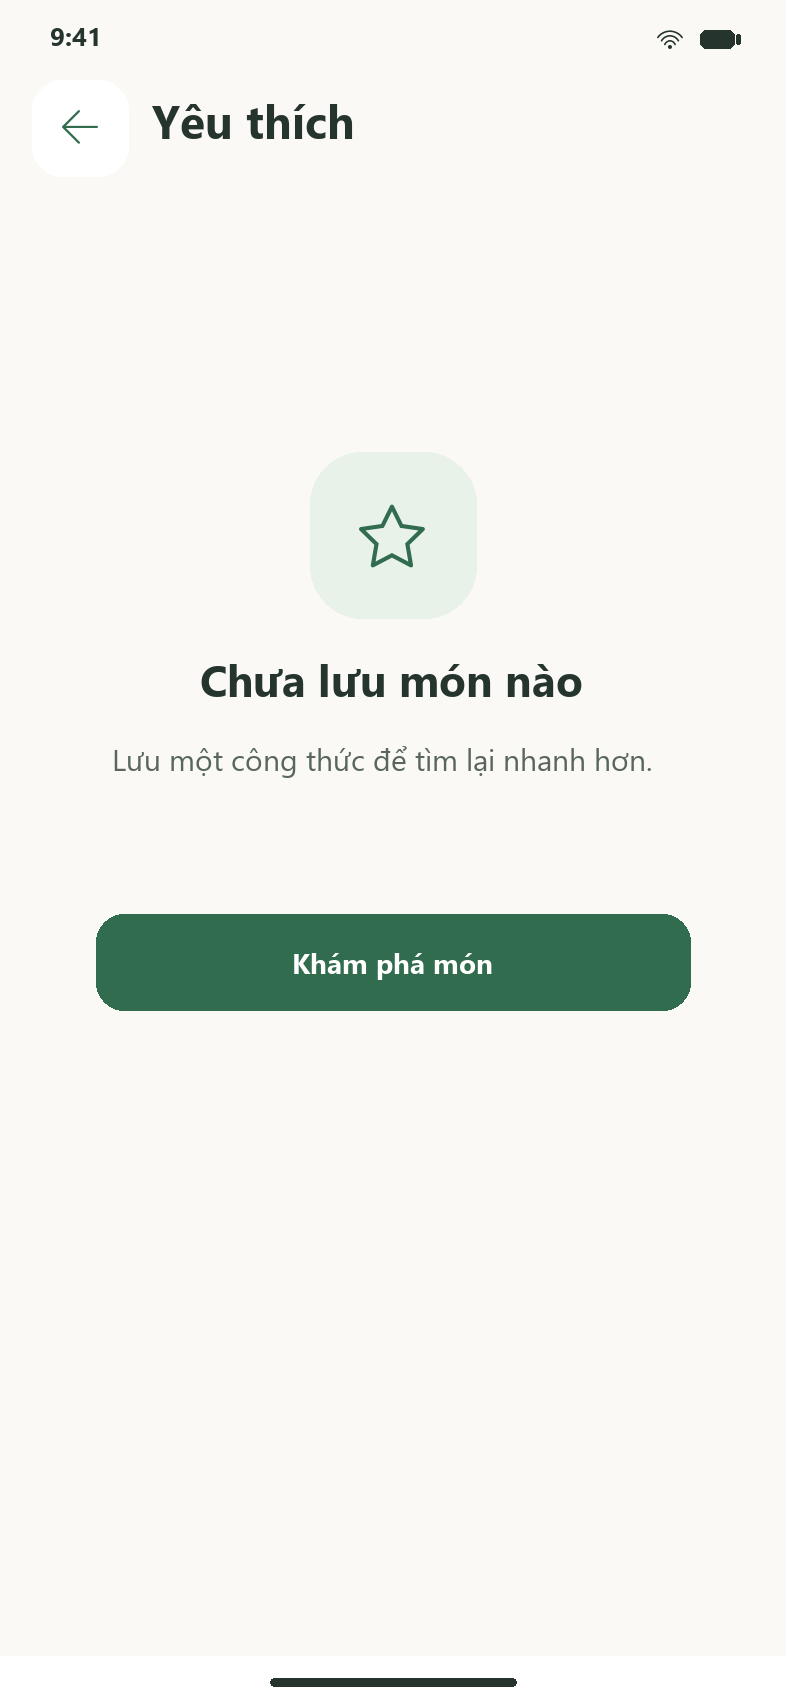 9:41
Yêu thích
Chưa lưu món nào
Lưu một công thức để tìm lại nhanh hơn.
Khám phá món